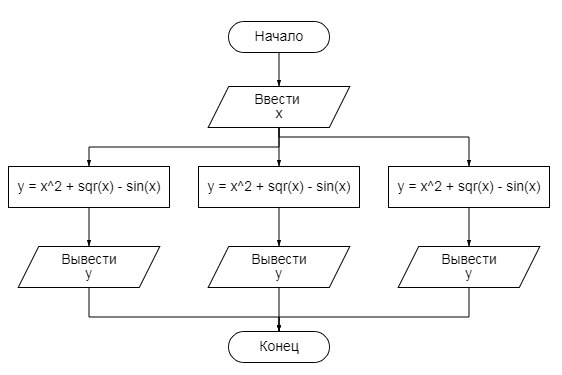 Начало
Ввести
x
y = x^2 + sqr(x) - sin(x)
y = x^2 + sqr(x) - sin(x)
y = x^2 + sqr(x) - sin(x)
Вывести
y
Вывести
y
Вывести
y
Конец